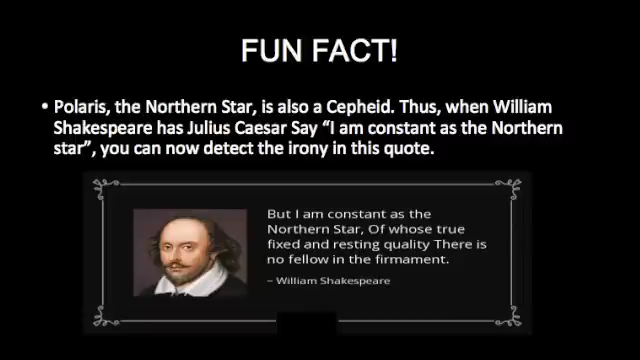 FUN FACT!
• Polaris, the Northern Star, is also a Cepheid. Thus, when William
Shakespeare has Julius Caesar Say “I am constant as the Northern
star”, you can now detect the irony in this quote.
But I am constant as the
Northern Star, Of whose true
fixed and resting quality There is
no fellow in the firmament.
– William Shakespeare